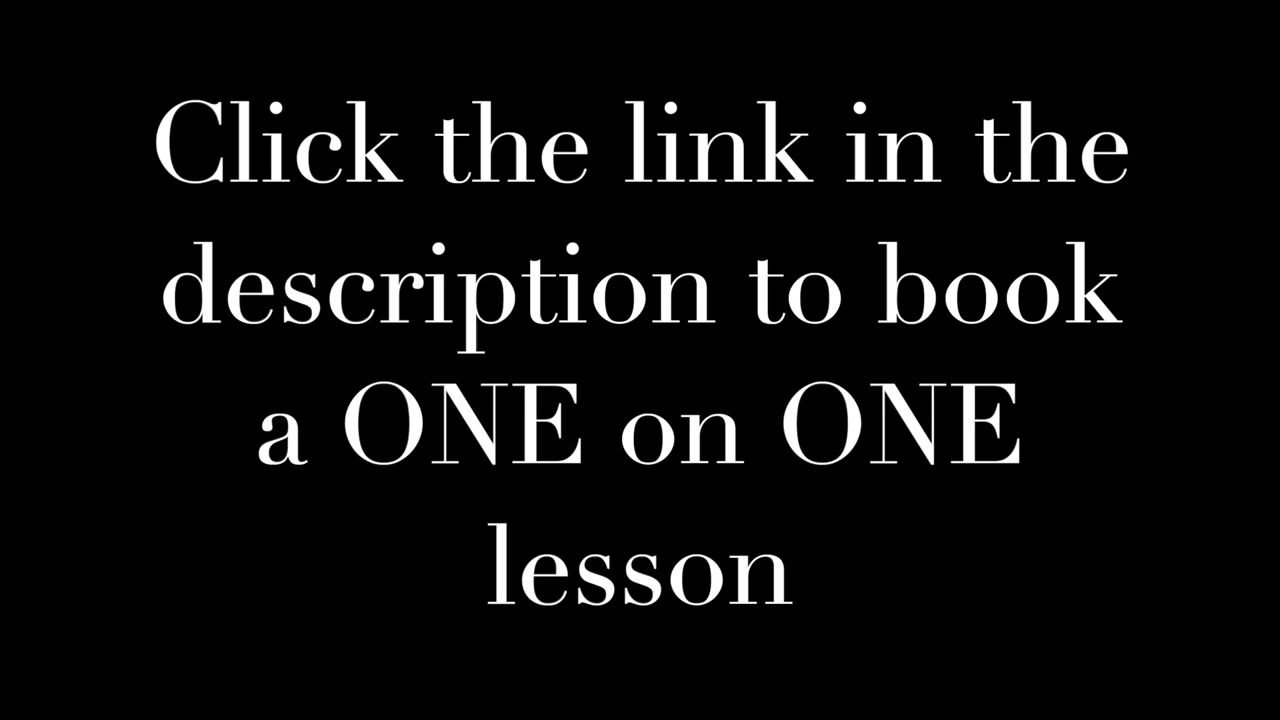 Click the link in the
description to book
a ONE on ONE
lesson